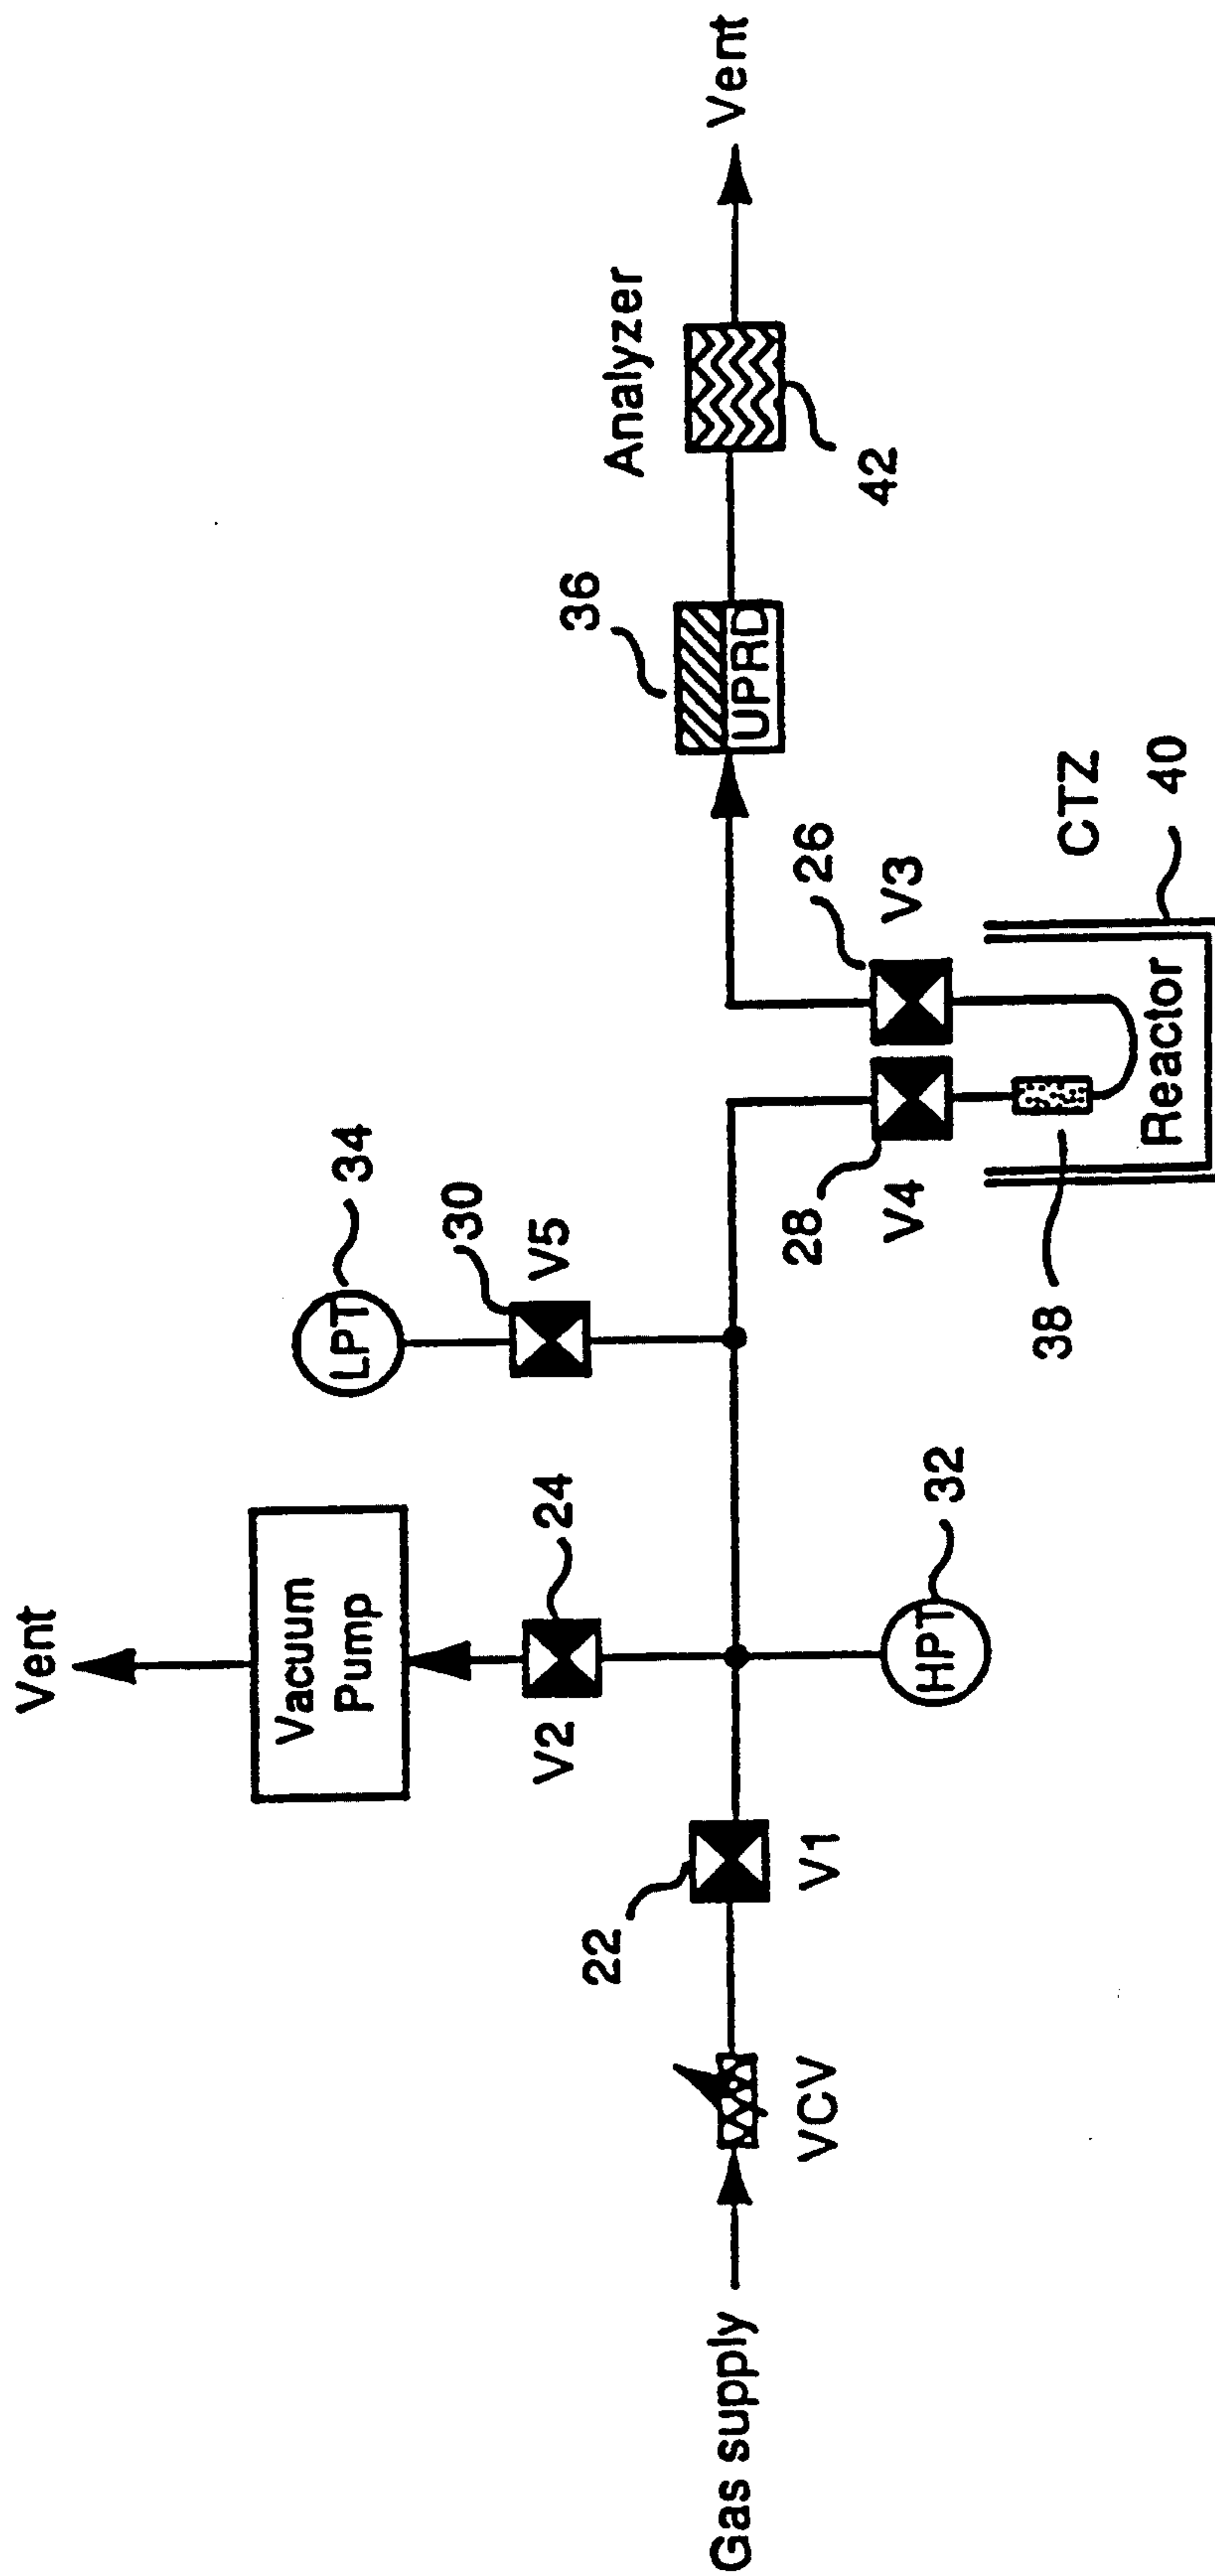 Vent
Vacuum
Pump
V2
24
LPT
34
30
V5
Gas supply
VCV
22
V1
HPT
32
28
V4
38
Reactor
26
V3
CTZ
40
36
UPRD
Analyzer
42
Vent